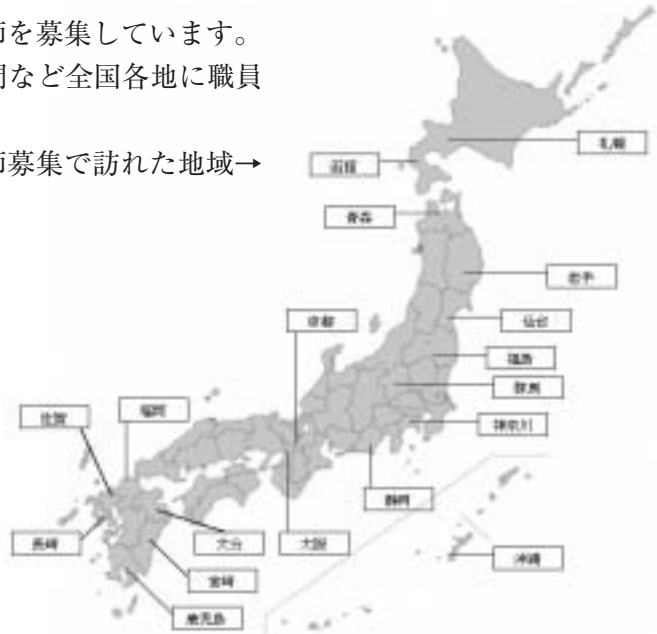 師を募集しています。
間など全国各地に職員
師募集で訪れた地域→
札幌
函館
青森
岩手
京都
仙台
福島
群馬
佐賀
福岡
神奈川
静岡
長崎
大分
大阪
沖縄
宮崎
鹿児島